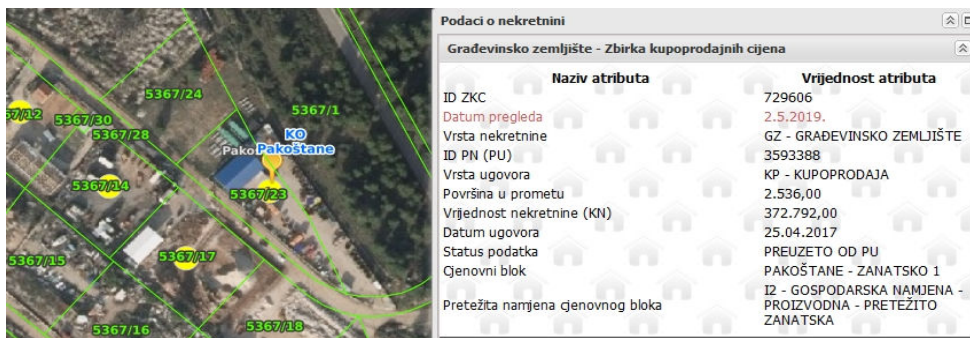 5367/24
5367/1
57/12
5367/30
5367/28
KO
Pakoštane
Pako
5367/14
5367/23
5367/17
5367/15
5367/16
5367/18
Podaci o nekretnini
Građevinsko zemljište - Zbirka kupoprodajnih cijena
Naziv atributa Vrijednost atributa
ID ZKC 729606
Datum pregleda 2.5.2019.
Vrsta nekretnine GZ - GRAĐEVINSKO ZEMLJIŠTE
ID PN (PU) 3593388
Vrsta ugovora KP - KUPOPRODAJA
Površina u prometu 2.536,00
Vrijednost nekretnine (KN) 372.792,00
Datum ugovora 25.04.2017
Status podatka PREUZETO OD PU
Cjenovni blok PAKOŠTANE - ZANATSKO 1
Pretežita namjena cjenovnog bloka I2 - GOSPODARSKA NAMJENA -
PROIZVODNA - PRETEŽITO
ZANATSKA